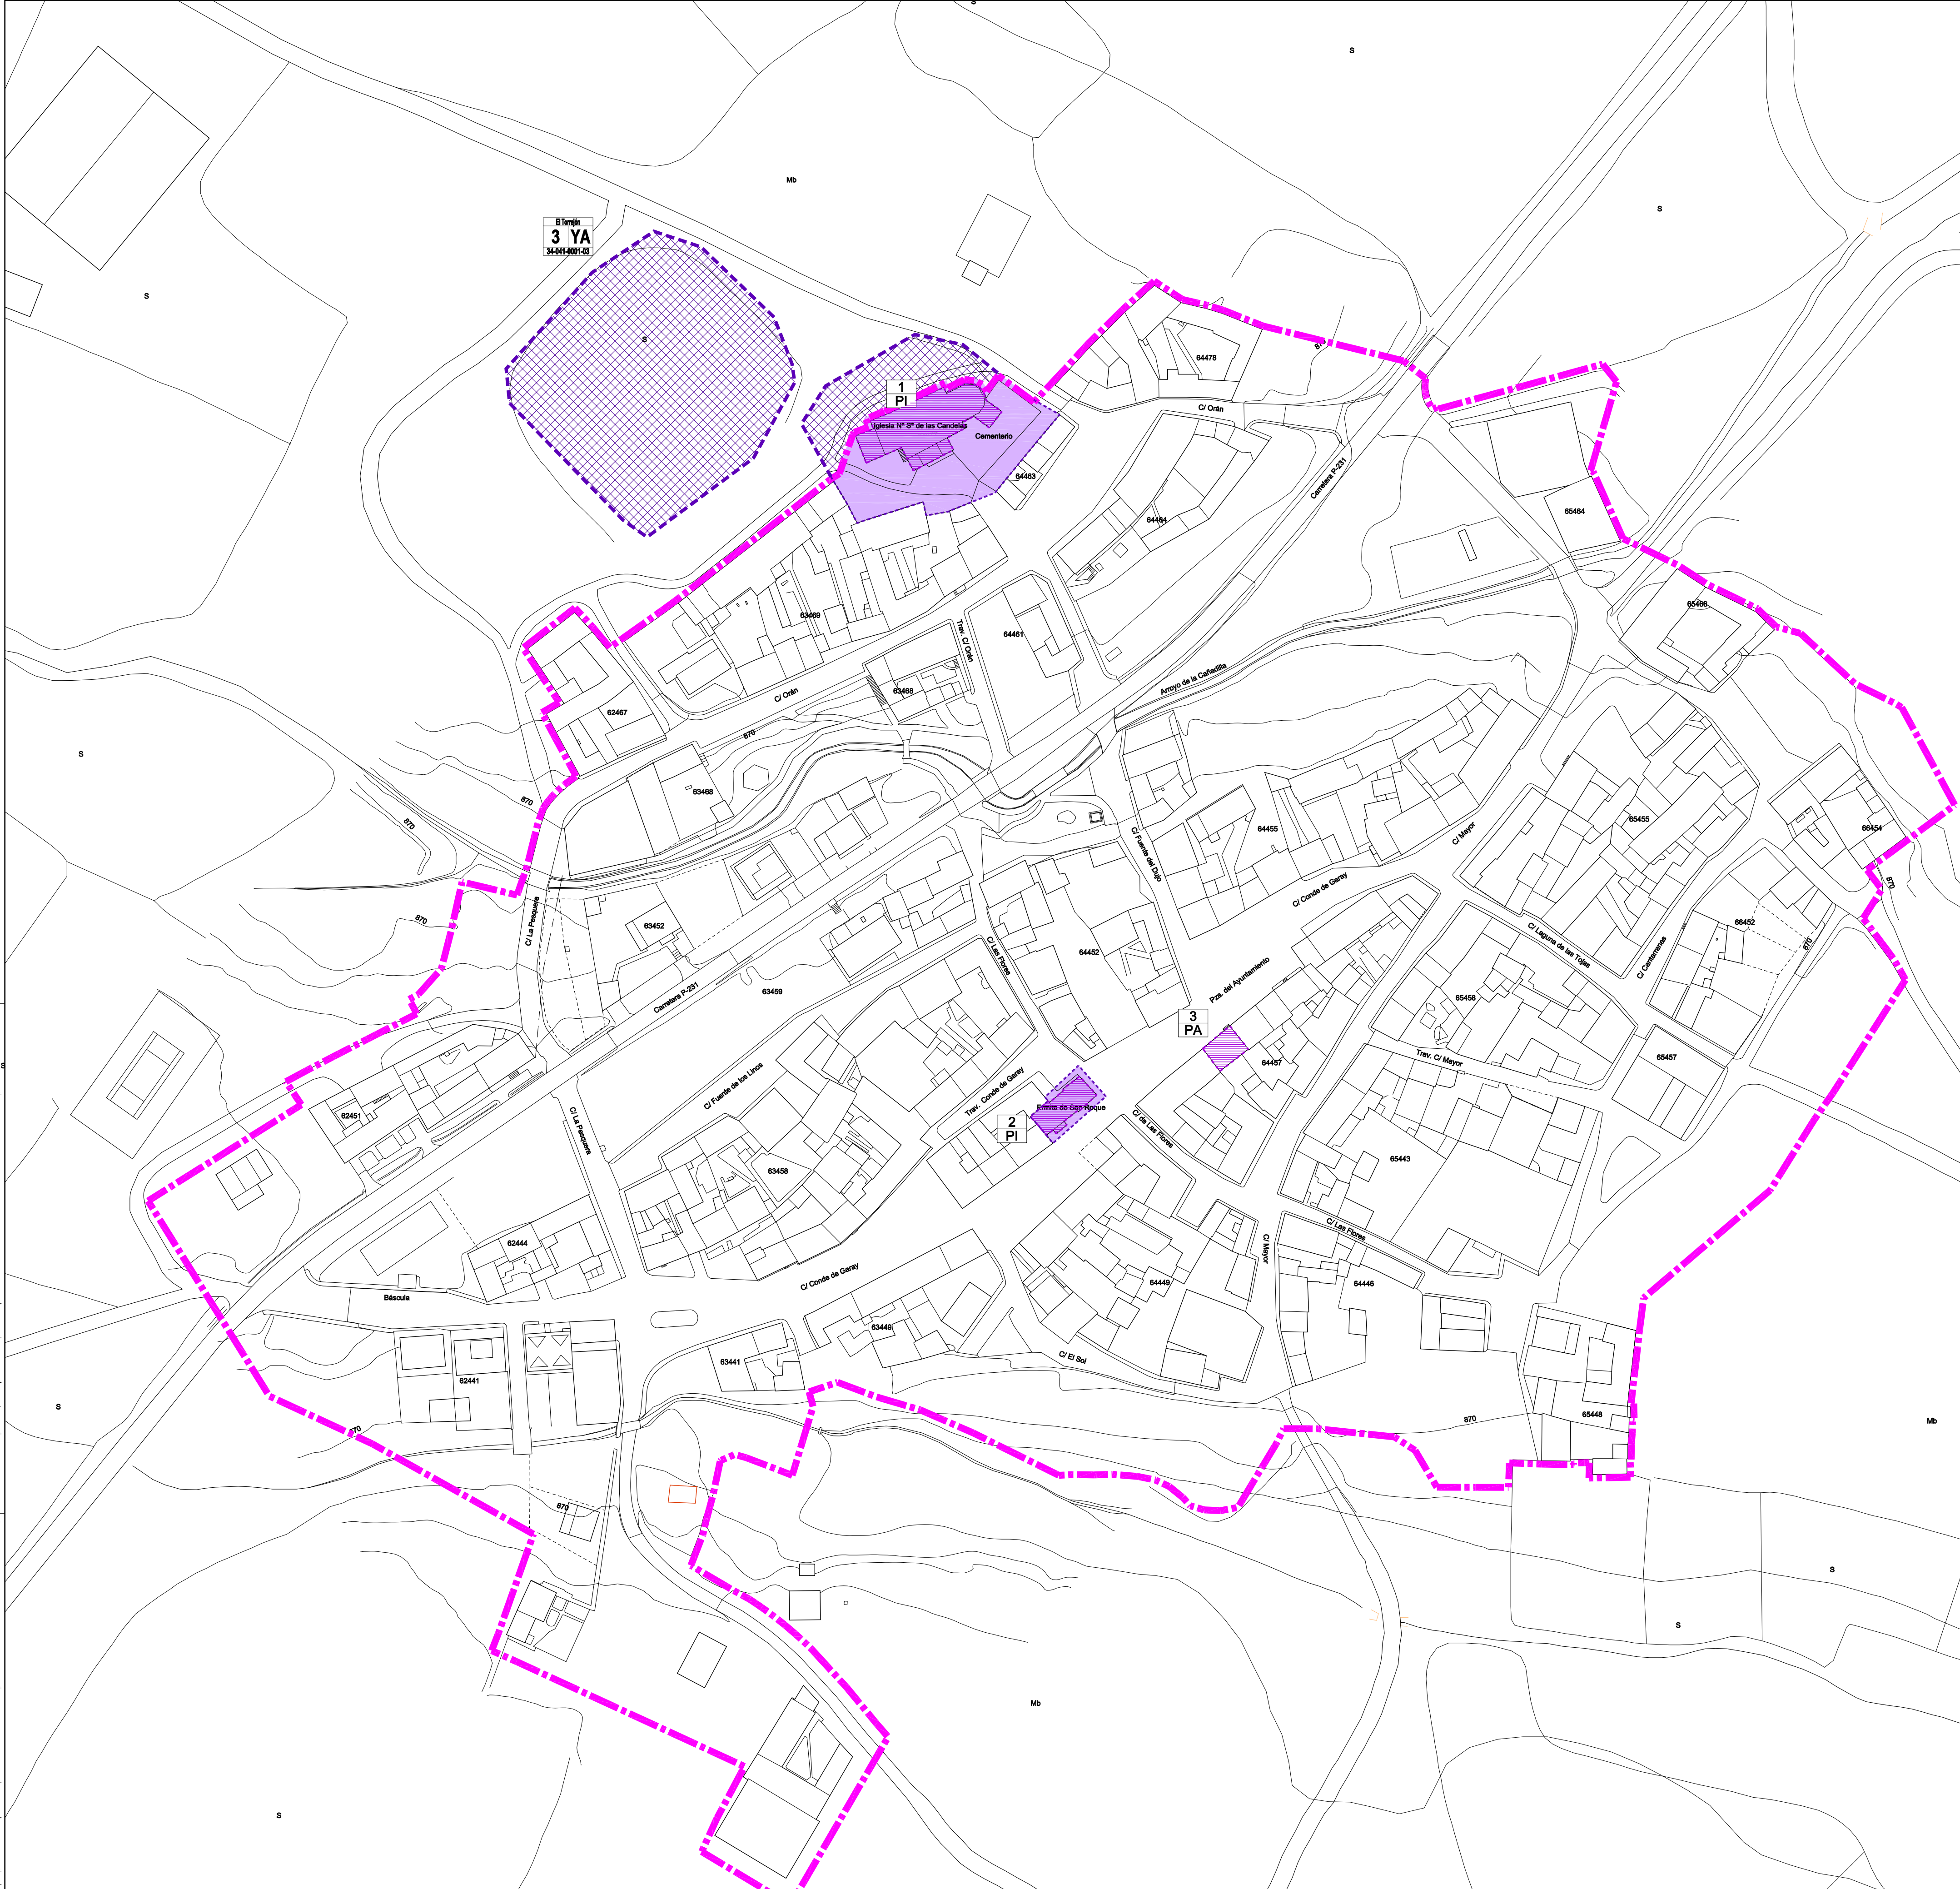 S
S
Mb
S
El Torrejón
3 YA
34-041-0001-03
S
S
87
64478
1
PI
C/ Orán
Iglesia Nª Sª de las Candelas
Cementerio
64463
Carretera P-231
64464
65464
65466
63469
Trav. C/ Orán
64461
Arroyo de la Cañadilla
C/ Orán
63468
62467
870
S
63468
870
870
64455
65455
66454
C/ Mayor
C/ Fuente del Dujo
C/ Conde de Garay
870
870
C/ La Pesquera
63452
66452
C/ Laguna de las Tojas
C/ Cantarranas
870
C/ Las Flores
64452
Pza. del Ayuntamiento
Carretera P-231
63459
65458
3
PA
65457
Trav. C/ Mayor
64457
S
C/ Fuente de los Linos
Trav. Conde de Garay
Ermita de San Roque
2
PI
C/ de Las Flores
62451
C/ La Pesquera
65443
63458
C/ Las Flores
62444
C/ Mayor
C/ Conde de Garay
64449
64446
Báscula
63449
63441
C/ El Sol
62441
S
870
65448
Mb
870
870
S
S
Mb
S